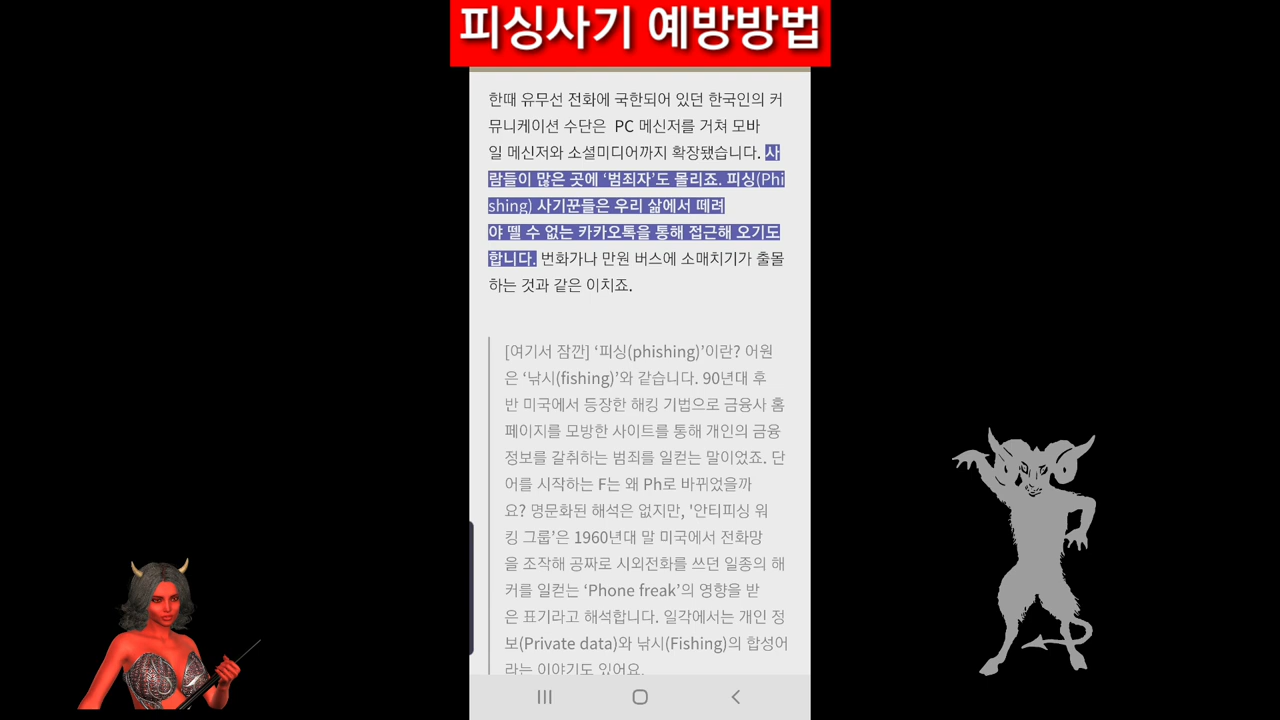 피싱사기 예방방법
한때 유무선 전화에 국한되어 있던 한국인의 커
뮤니케이션 수단은 PC 메신저를 거쳐 모바
일 메신저와 소셜미디어까지 확장됐습니다. 사
람들이 많은 곳에 ‘범죄자’도 몰리죠. 피싱(Phi
shing) 사기꾼들은 우리 삶에서 떼려
야 뗄 수 없는 카카오톡을 통해 접근해 오기도
합니다. 번화가나 만원 버스에 소매치기가 출몰
하는 것과 같은 이치죠.
[여기서 잠깐] ‘피싱(phishing)’이란? 어원
은 ‘낚시(fishing)’와 같습니다. 90년대 후
반 미국에서 등장한 해킹 기법으로 금융사 홈
페이지를 모방한 사이트를 통해 개인의 금융
정보를 갈취하는 범죄를 일컫는 말이었죠. 단
어를 시작하는 F는 왜 Ph로 바뀌었을까
요? 명문화된 해석은 없지만, '안티피싱 워
킹 그룹’은 1960년대 말 미국에서 전화망
을 조작해 공짜로 시외전화를 쓰던 일종의 해
커를 일컫는 ‘Phone freak’의 영향을 받
은 표기라고 해석합니다. 일각에서는 개인 정
보(Private data)와 낚시(Fishing)의 합성어
라는 이야기도 있어요.